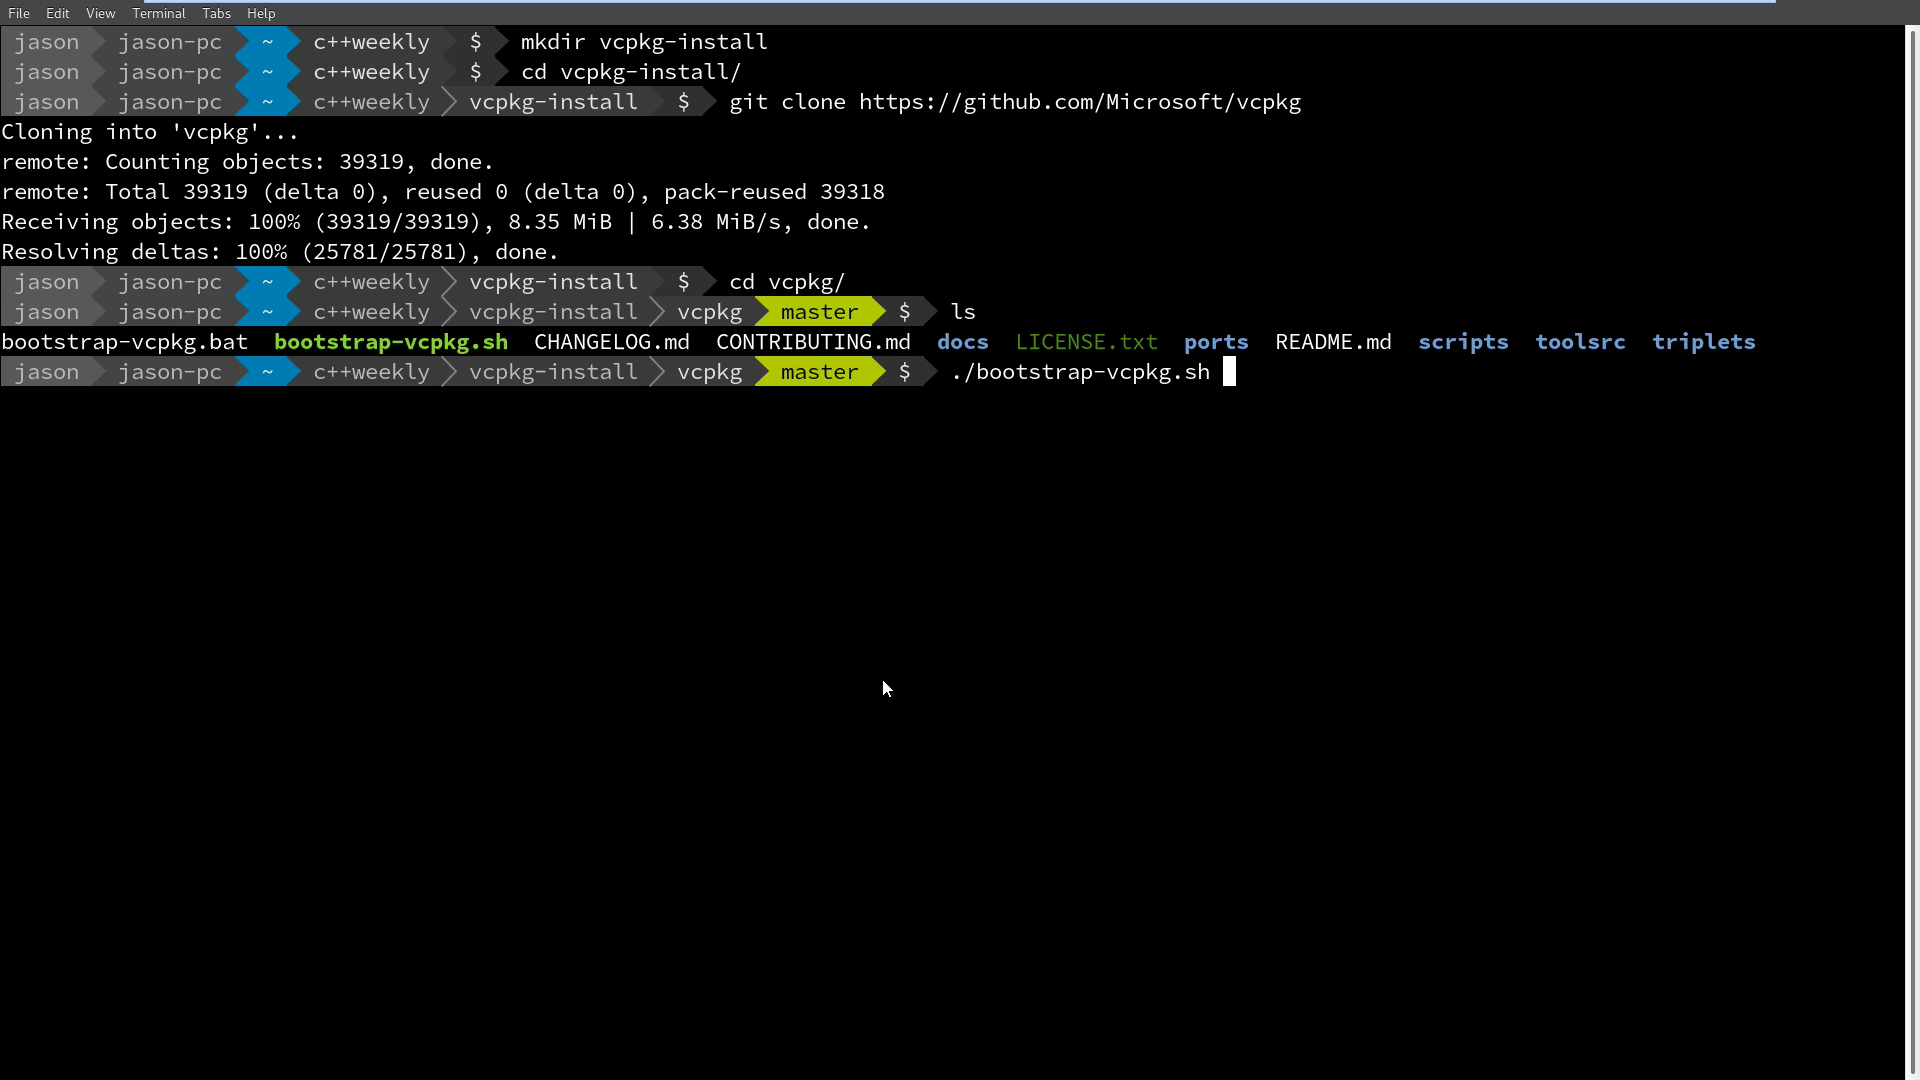 File Edit View Terminal Tabs Help
jason jason-pc ~ c++weekly $ mkdir vcpkg-install
jason jason-pc ~ c++weekly $ cd vcpkg-install/
jason jason-pc ~ c++weekly vcpkg-install $ git clone https://github.com/Microsoft/vcpkg
Cloning into 'vcpkg'...
remote: Counting objects: 39319, done.
remote: Total 39319 (delta 0), reused 0 (delta 0), pack-reused 39318
Receiving objects: 100% (39319/39319), 8.35 MiB | 6.38 MiB/s, done.
Resolving deltas: 100% (25781/25781), done.
jason jason-pc ~ c++weekly vcpkg-install $ cd vcpkg/
jason jason-pc ~ c++weekly vcpkg-install vcpkg master $ ls
bootstrap-vcpkg.bat bootstrap-vcpkg.sh CHANGELOG.md CONTRIBUTING.md docs LICENSE.txt ports README.md scripts toolsrc triplets
jason jason-pc ~ c++weekly vcpkg-install vcpkg master $ ./bootstrap-vcpkg.sh